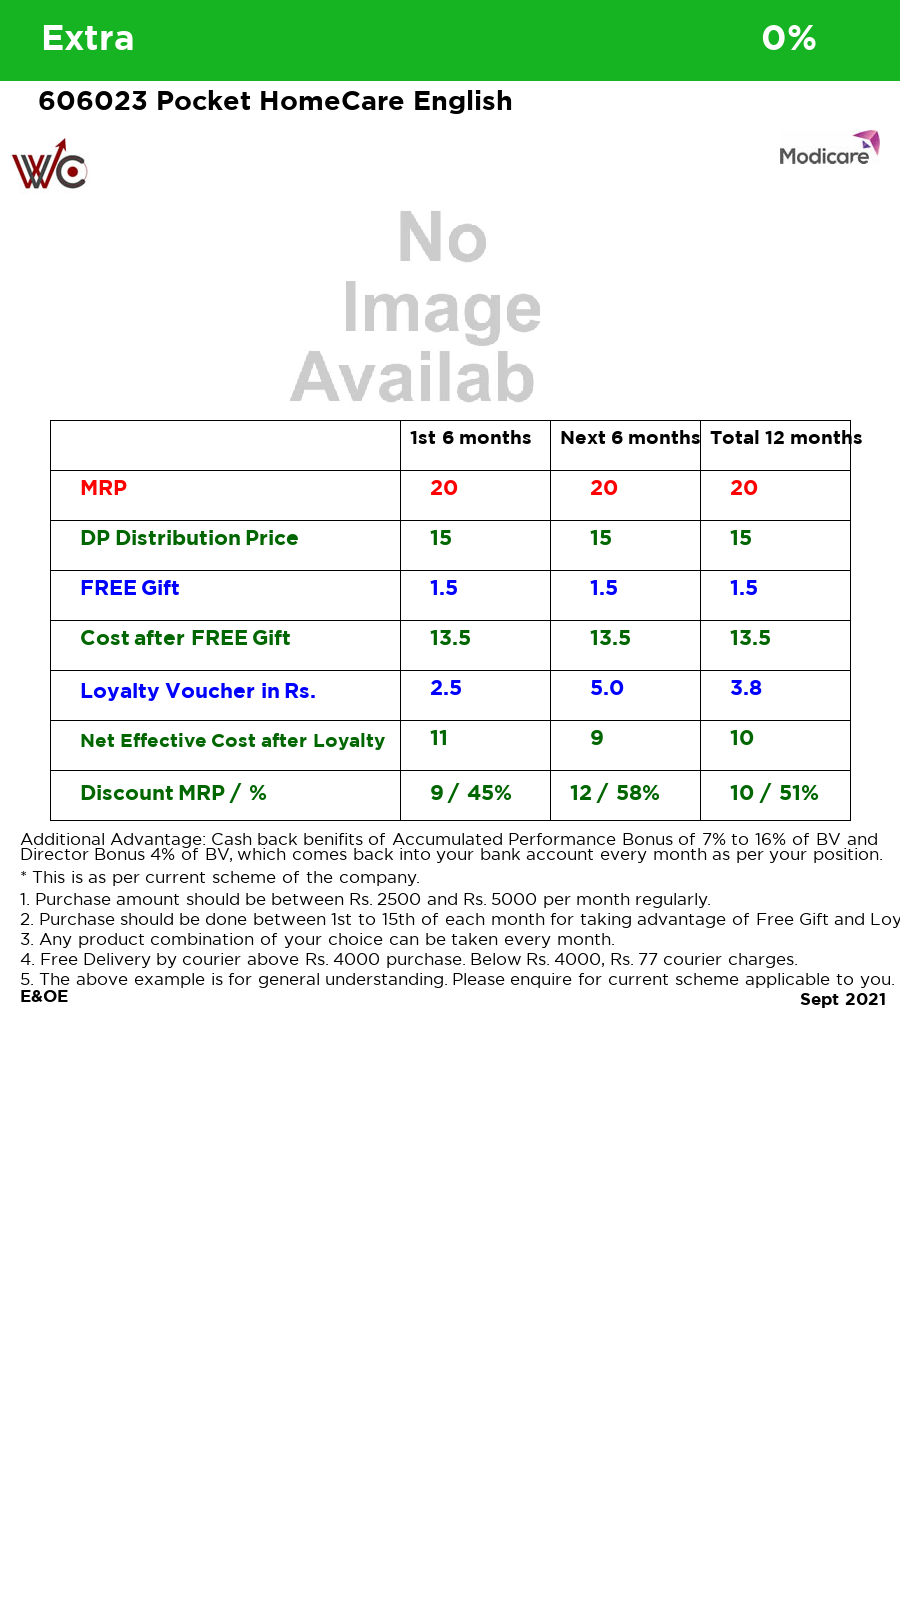 Extra 0%
606023 Pocket HomeCare English
WC
Modicare
No
Image
Availab
1st 6 months Next 6 months Total 12 months
MRP 20 20 20
DP Distribution Price 15 15 15
FREE Gift 1.5 1.5 1.5
Cost after FREE Gift 13.5 13.5 13.5
Loyalty Voucher in Rs. 2.5 5.0 3.8
Net Effective Cost after Loyalty 11 9 10
Discount MRP / % 9 / 45% 12 / 58% 10 / 51%
Additional Advantage: Cash back benifits of Accumulated Performance Bonus of 7% to 16% of BV and
Director Bonus 4% of BV, which comes back into your bank account every month as per your position.
* This is as per current scheme of the company.
1. Purchase amount should be between Rs. 2500 and Rs. 5000 per month regularly.
2. Purchase should be done between 1st to 15th of each month for taking advantage of Free Gift and Loy
3. Any product combination of your choice can be taken every month.
4. Free Delivery by courier above Rs. 4000 purchase. Below Rs. 4000, Rs. 77 courier charges.
5. The above example is for general understanding. Please enquire for current scheme applicable to you.
E&OE
Sept 2021